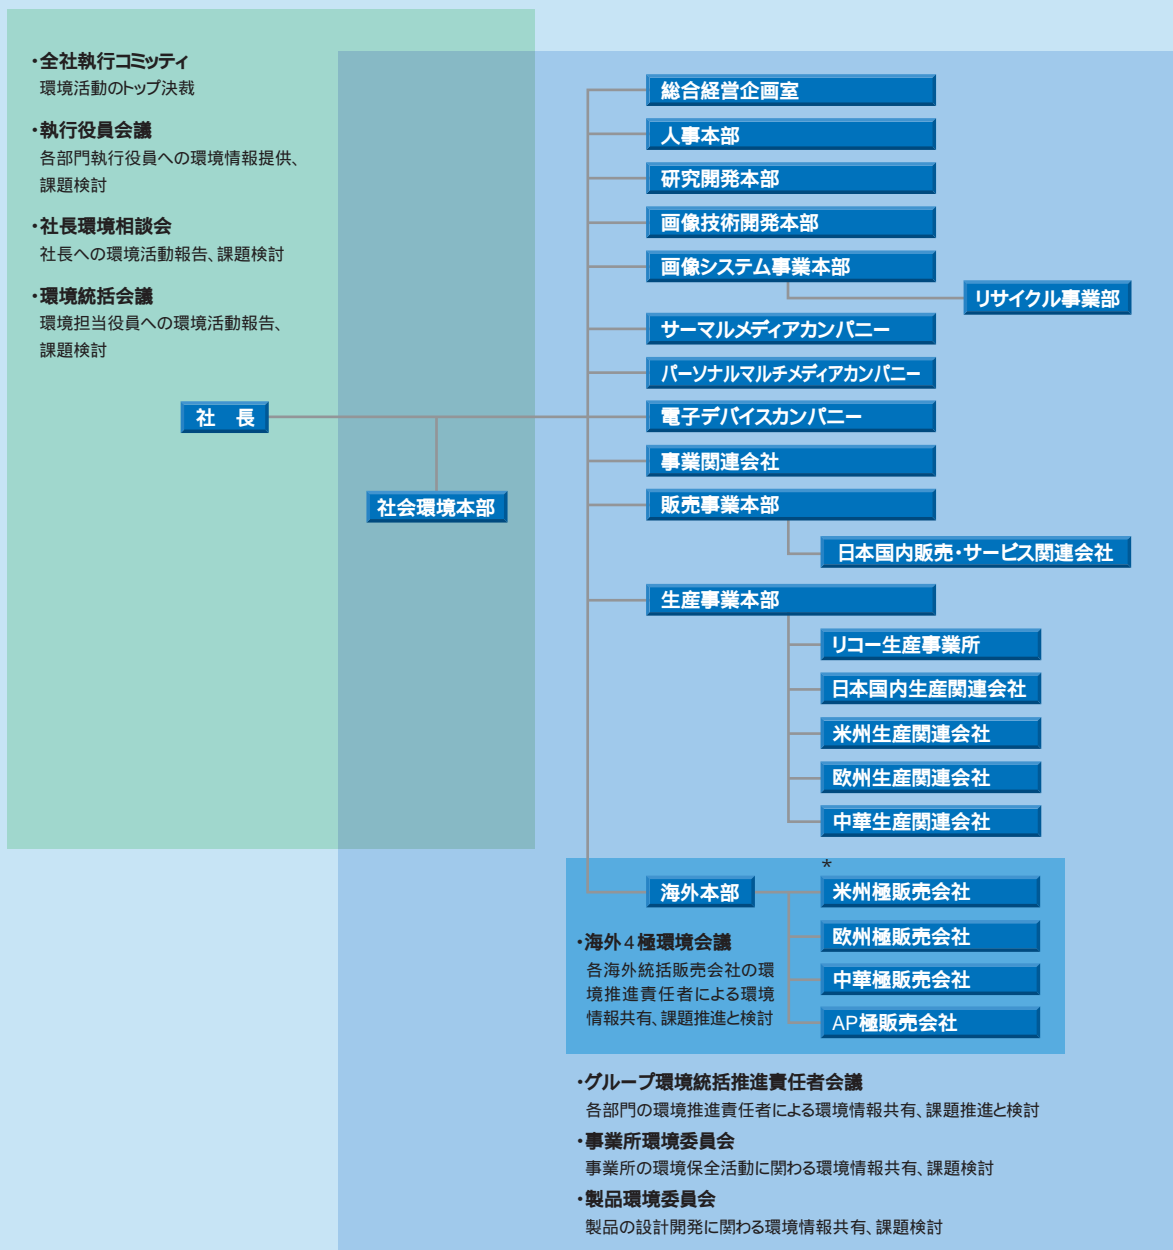 ・全社執行コミッティ
環境活動のトップ決裁
・執行役員会議
各部門執行役員への環境情報提供、
課題検討
・社長環境相談会
社長への環境活動報告、課題検討
・環境統括会議
環境担当役員への環境活動報告、
課題検討
社　長
社会環境本部
総合経営企画室
人事本部
研究開発本部
画像技術開発本部
画像システム事業本部
リサイクル事業部
サーマルメディアカンパニー
パーソナルマルチメディアカンパニー
電子デバイスカンパニー
事業関連会社
販売事業本部
日本国内販売・サービス関連会社
生産事業本部
リコー生産事業所
日本国内生産関連会社
米州生産関連会社
欧州生産関連会社
中華生産関連会社
*
海外本部
米州極販売会社
欧州極販売会社
中華極販売会社
AP極販売会社
・海外4極環境会議
各海外統括販売会社の環
境推進責任者による環境
情報共有、課題推進と検討
・グループ環境統括推進責任者会議
各部門の環境推進責任者による環境情報共有、課題推進と検討
・事業所環境委員会
事業所の環境保全活動に関わる環境情報共有、課題検討
・製品環境委員会
製品の設計開発に関わる環境情報共有、課題検討